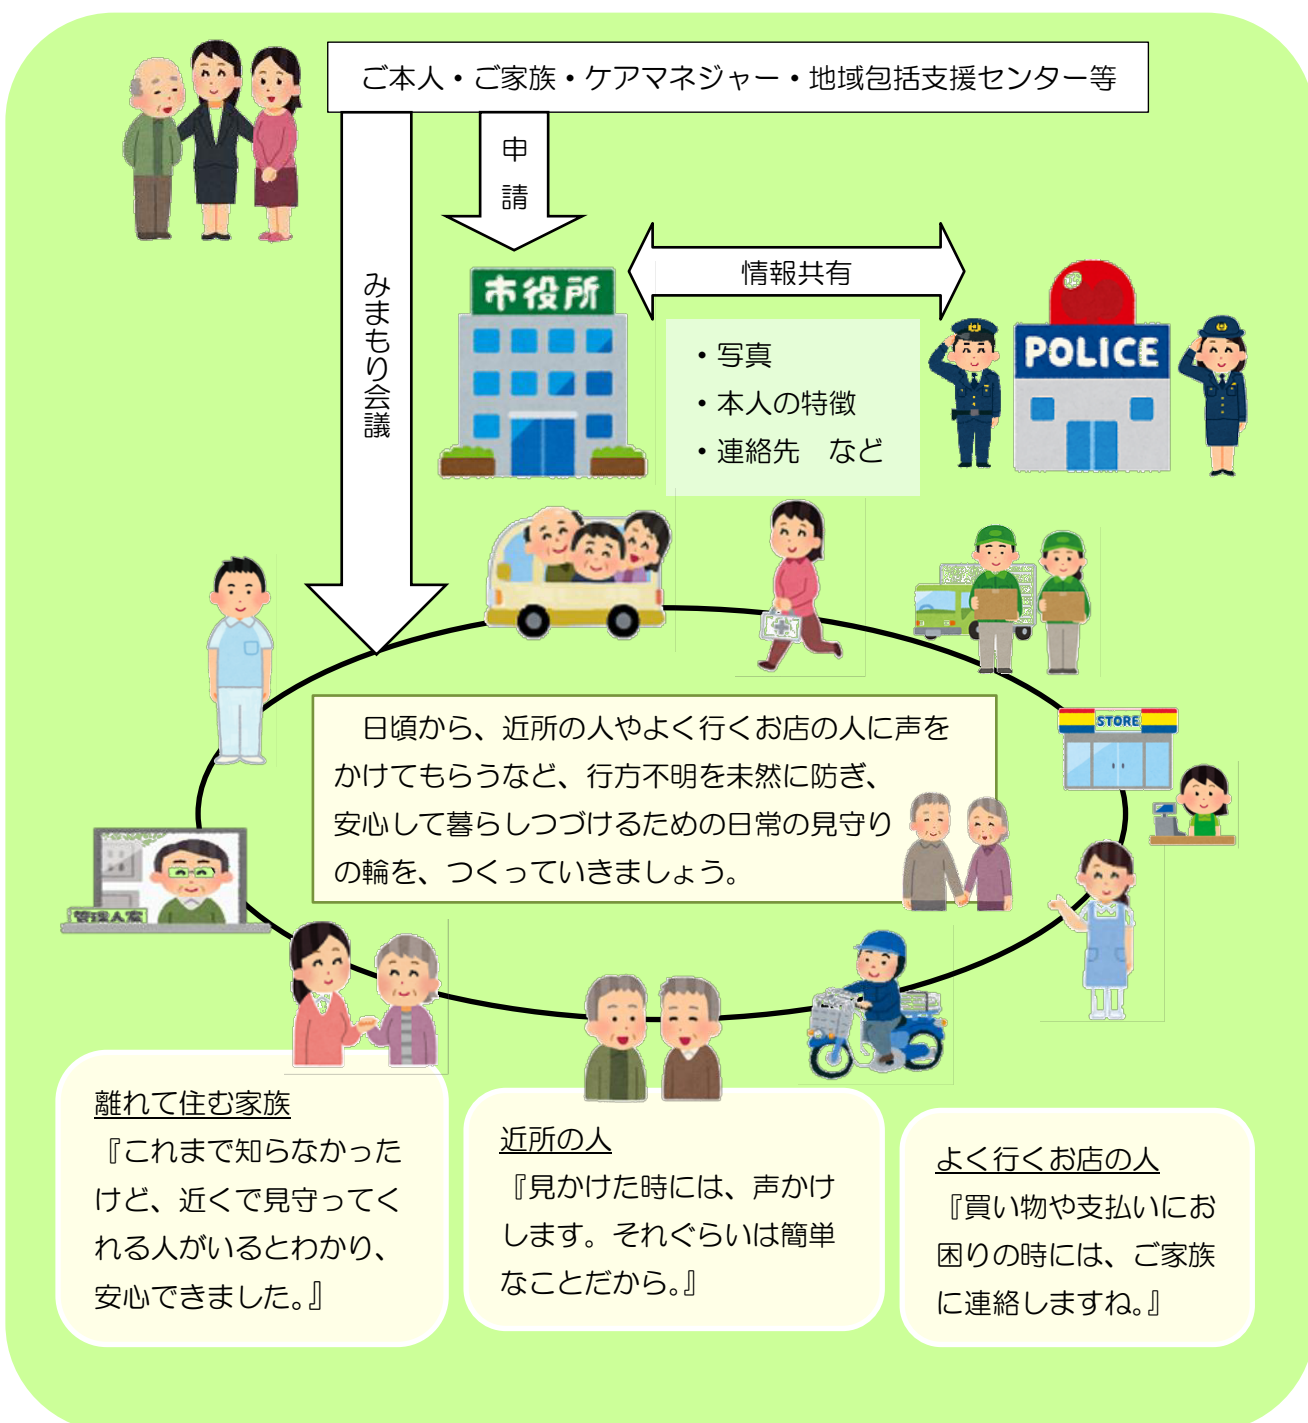 ご本人・ご家族・ケアマネジャー・地域包括支援センター等
申請
みまもり会議
情報共有
市役所
・写真
・本人の特徴
・連絡先　など
POLICE
STORE
日頃から、近所の人やよく行くお店の人に声を
かけてもらうなど、行方不明を未然に防ぎ、
安心して暮らしつづけるための日常の見守り
の輪を、つくっていきましょう。
管理人室
離れて住む家族
『これまで知らなかった
けど、近くで見守ってく
れる人がいるとわかり、
安心できました。』
近所の人
『見かけた時には、声かけ
します。それぐらいは簡単
なことだから。』
よく行くお店の人
『買い物や支払いにお
困りの時には、ご家族
に連絡しますね。』